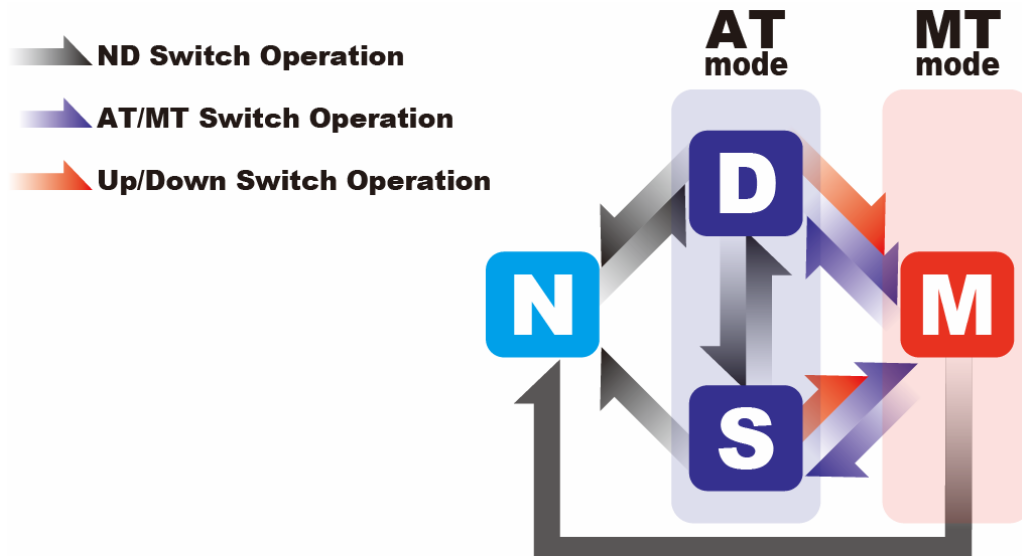 AT
mode
MT
mode
ND Switch Operation
AT/MT Switch Operation
Up/Down Switch Operation
D
N
M
S